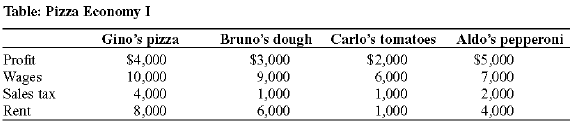 Table: Pizza Economy I
Gino's pizza Bruno's dough Carlo's tomatoes Aldo's pepperoni
Profit $4,000 $3,000 $2,000 $5,000
Wages 10,000 9,000 6,000 7,000
Sales tax 4,000 1,000 1,000 2,000
Rent 8,000 6,000 1,000 4,000